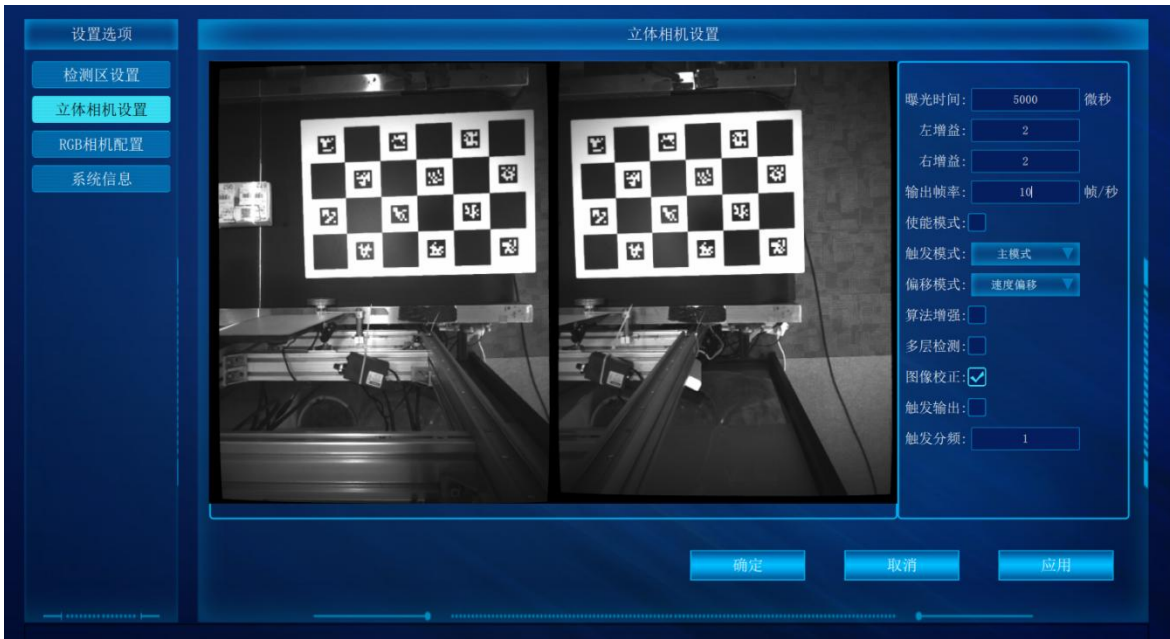 设置选项
检测区设置
立体相机设置
RGB相机配置
系统信息
立体相机设置
曝光时间: 5000 微秒
左增益: 2
右增益: 2
输出帧率: 10 帧/秒
使能模式:
触发模式: 主模式
偏移模式: 速度偏移
算法增强:
多层检测:
图像校正:
触发输出:
触发分频: 1
确定 取消 应用